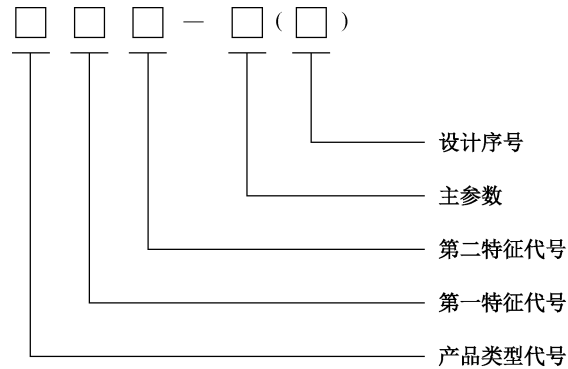 □ □ □ — □ ( □ )
设计序号
主参数
第二特征代号
第一特征代号
产品类型代号